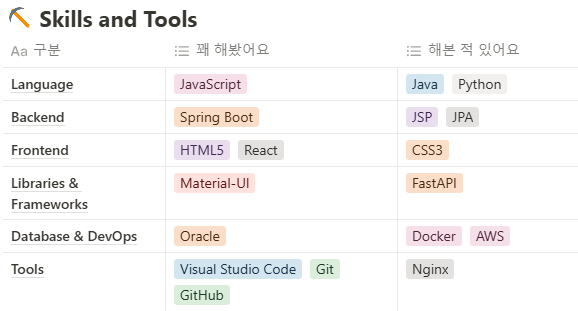 Skills and Tools
Aa 구분 꽤 해봤어요 해본 적 있어요
Language JavaScript Java Python
Backend Spring Boot JSP JPA
Frontend HTML5 React CSS3
Libraries & Frameworks Material-UI FastAPI
Database & DevOps Oracle Docker AWS
Tools Visual Studio Code Git Nginx
GitHub